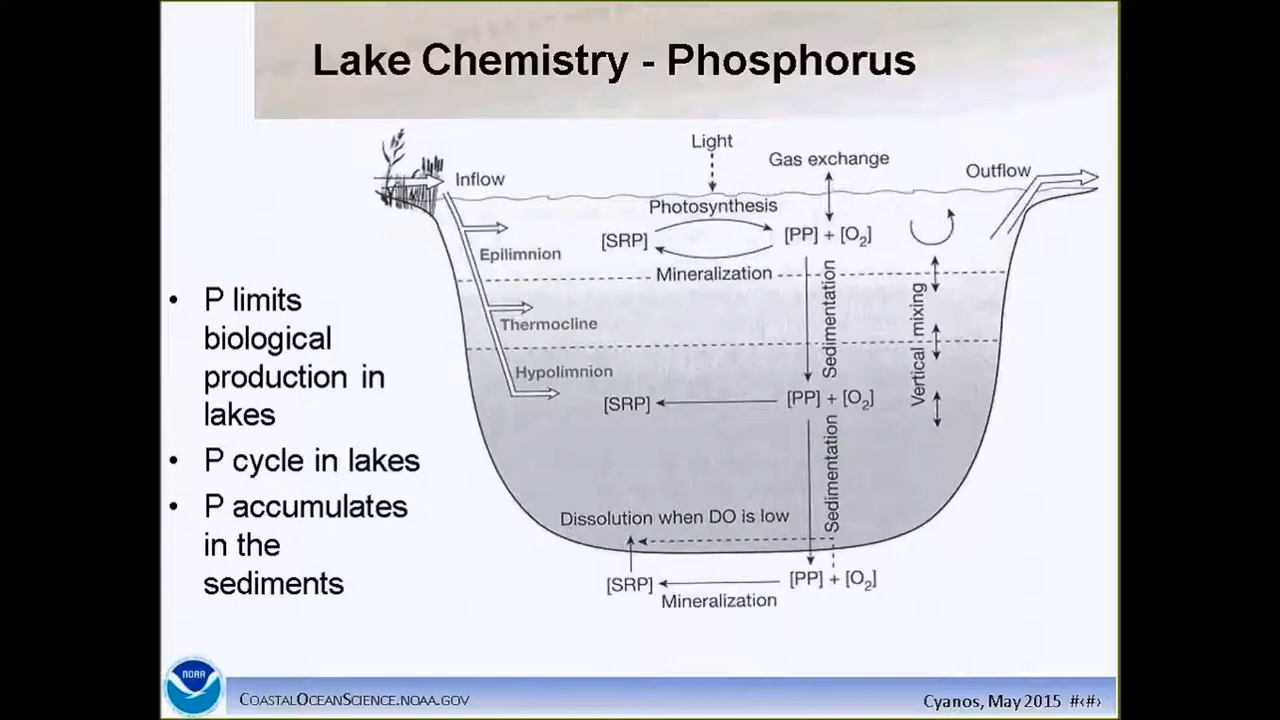 Lake Chemistry - Phosphorus
Light
Gas exchange
Inflow
Outflow
Photosynthesis
[SRP]
[PP] + [O₂]
Epilimnion
Mineralization
Sedimentation
Vertical mixing
Thermocline
Hypolimnion
[SRP]
[PP] + [O₂]
Sedimentation
Dissolution when DO is low
[SRP]
[PP] + [O₂]
Mineralization
• P limits
biological
production in
lakes
• P cycle in lakes
• P accumulates
in the
sediments
NOAA
COASTALOCEANSCIENCE.NOAA.GOV
Cyanos, May 2015 #‹#›